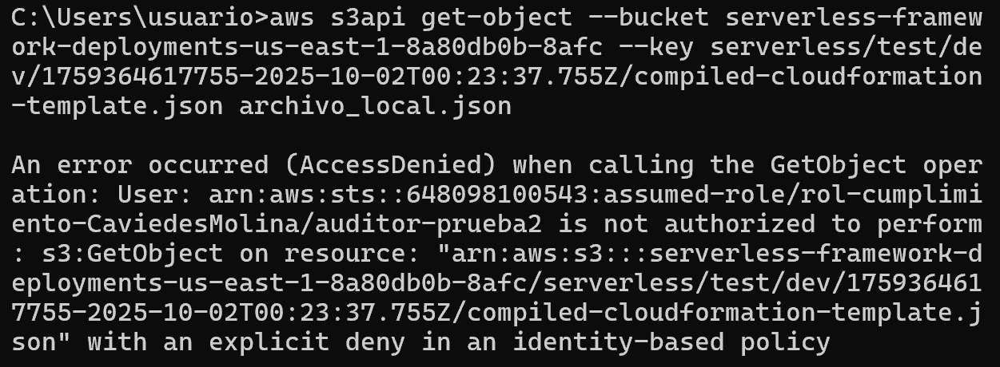 C:\Users\usuario>aws s3api get-object --bucket serverless-framew
ork-deployments-us-east-1-8a80db0b-8afc --key serverless/test/de
v/1759364617755-2025-10-02T00:23:37.755Z/compiled-cloudformation
-template.json archivo_local.json
An error occurred (AccessDenied) when calling the GetObject oper
ation: User: arn:aws:sts::648098100543:assumed-role/rol-cumplimi
ento-CaviedesMolina/auditor-prueba2 is not authorized to perform
: s3:GetObject on resource: "arn:aws:s3:::serverless-framework-d
eployments-us-east-1-8a80db0b-8afc/serverless/test/dev/175936461
7755-2025-10-02T00:23:37.755Z/compiled-cloudformation-template.j
son" with an explicit deny in an identity-based policy